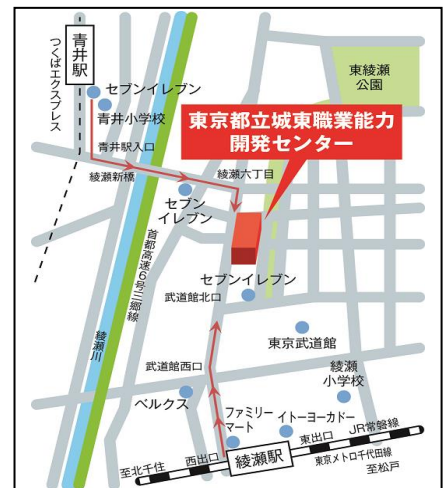 青井駅
つくばエクスプレス
セブンイレブン
青井小学校
青井駅入口
綾瀬新橋
綾瀬六丁目
東綾瀬
公園
東京都立城東職業能力
開発センター
セブン
イレブン
首都高速6号三郷線
綾瀬川
セブンイレブン
武道館北口
東京武道館
武道館西口
綾瀬
小学校
ベルクス
ファミリー
マート
イトーヨーカドー
西出口
綾瀬駅
東出口
JR常磐線
東京メトロ千代田線
至北千住
至松戸